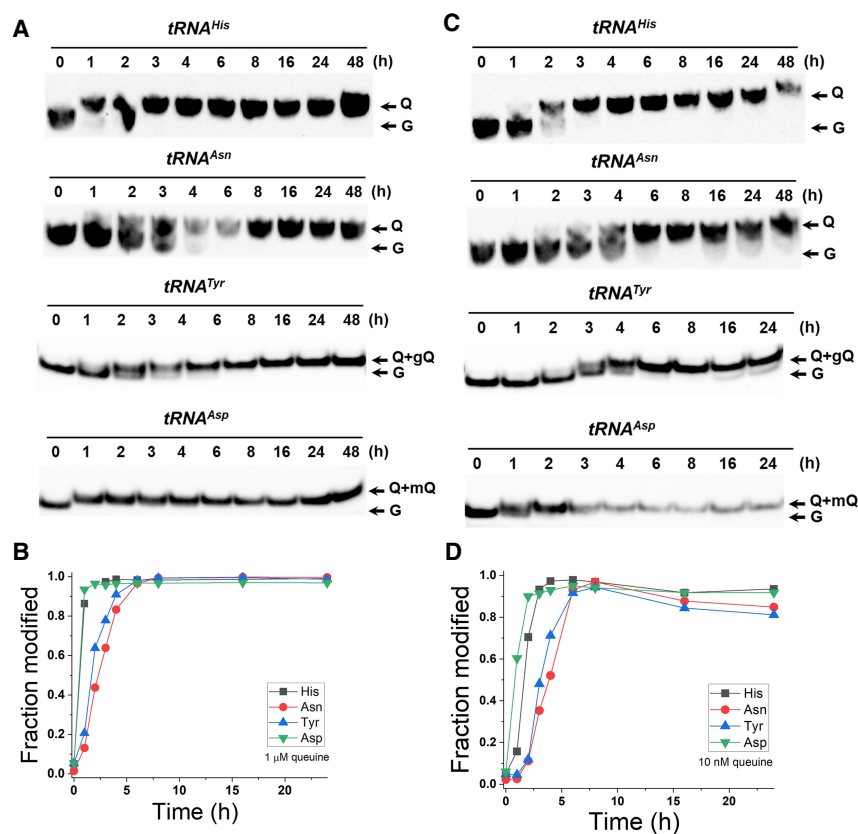 A
tRNAHis
0 1 2 3 4 6 8 16 24 48 (h)
Q
G
tRNAAsn
0 1 2 3 4 6 8 16 24 48 (h)
Q
G
tRNATyr
0 1 2 3 4 6 8 16 24 48 (h)
Q+gQ
G
tRNAAsp
0 1 2 3 4 6 8 16 24 48 (h)
Q+mQ
G
B
Fraction modified
1.0
0.8
0.6
0.4
0.2
0.0
His
Asn
Tyr
Asp
1 μM queuine
0 5 10 15 20
Time (h)
C
tRNAHis
0 1 2 3 4 6 8 16 24 48 (h)
Q
G
tRNAAsn
0 1 2 3 4 6 8 16 24 48 (h)
Q
G
tRNATyr
0 1 2 3 4 6 8 16 24 (h)
Q+gQ
G
tRNAAsp
0 1 2 3 4 6 8 16 24 (h)
Q+mQ
G
D
Fraction modified
1.0
0.8
0.6
0.4
0.2
0.0
His
Asn
Tyr
Asp
10 nM queuine
0 5 10 15 20
Time (h)